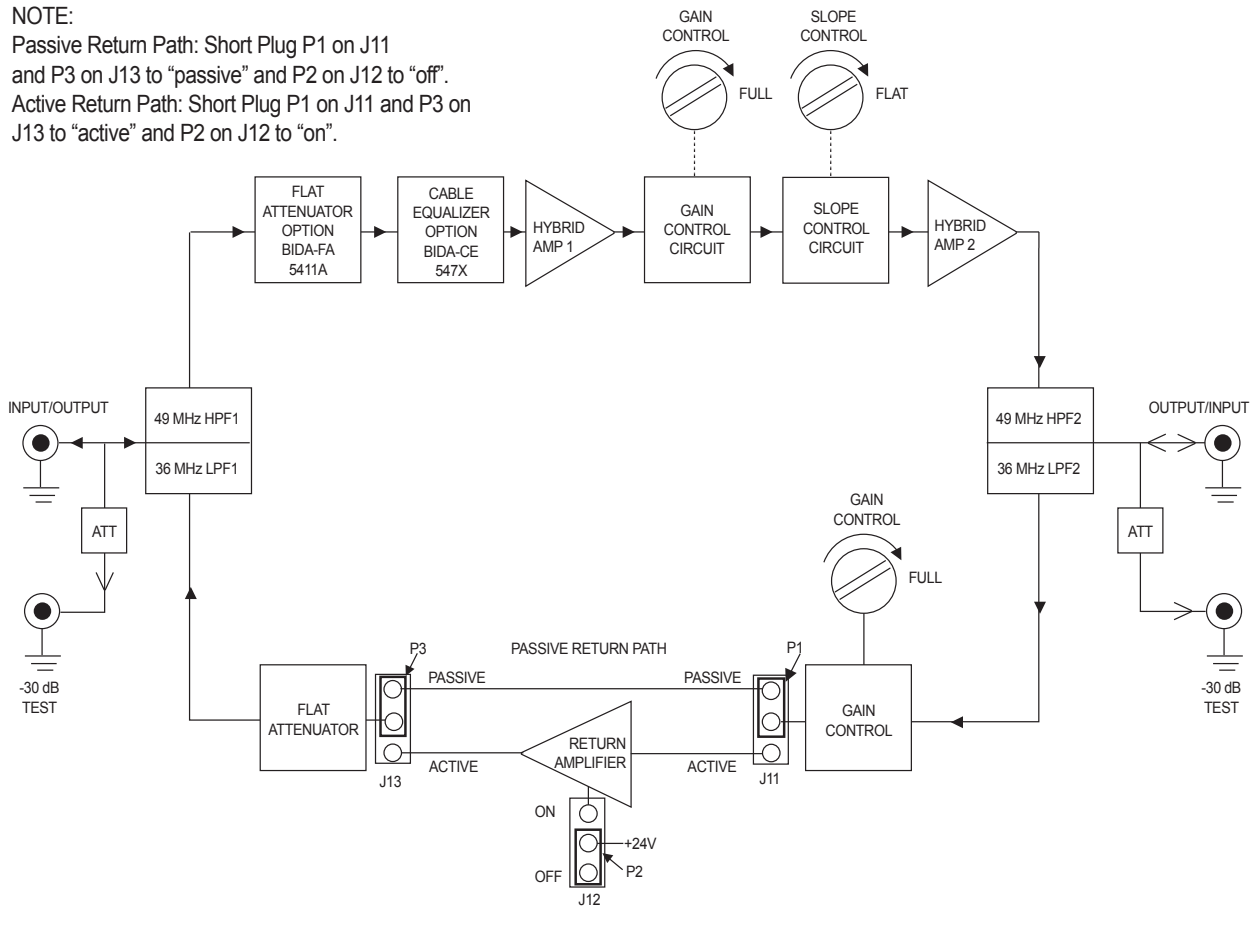 NOTE:
Passive Return Path: Short Plug P1 on J11
and P3 on J13 to “passive” and P2 on J12 to “off”.
Active Return Path: Short Plug P1 on J11 and P3 on
J13 to “active” and P2 on J12 to “on”.
GAIN
CONTROL
FULL
SLOPE
CONTROL
FLAT
FLAT
ATTENUATOR
OPTION
BIDA-FA
5411A
CABLE
EQUALIZER
OPTION
BIDA-CE
547X
HYBRID
AMP 1
GAIN
CONTROL
CIRCUIT
SLOPE
CONTROL
CIRCUIT
HYBRID
AMP 2
INPUT/OUTPUT
49 MHz HPF1
36 MHz LPF1
ATT
-30 dB
TEST
49 MHz HPF2
36 MHz LPF2
OUTPUT/INPUT
ATT
-30 dB
TEST
GAIN
CONTROL
FULL
FLAT
ATTENUATOR
P3
PASSIVE RETURN PATH
P1
PASSIVE
PASSIVE
GAIN
CONTROL
RETURN
AMPLIFIER
ACTIVE
ACTIVE
J13
J11
ON
+24V
OFF
P2
J12